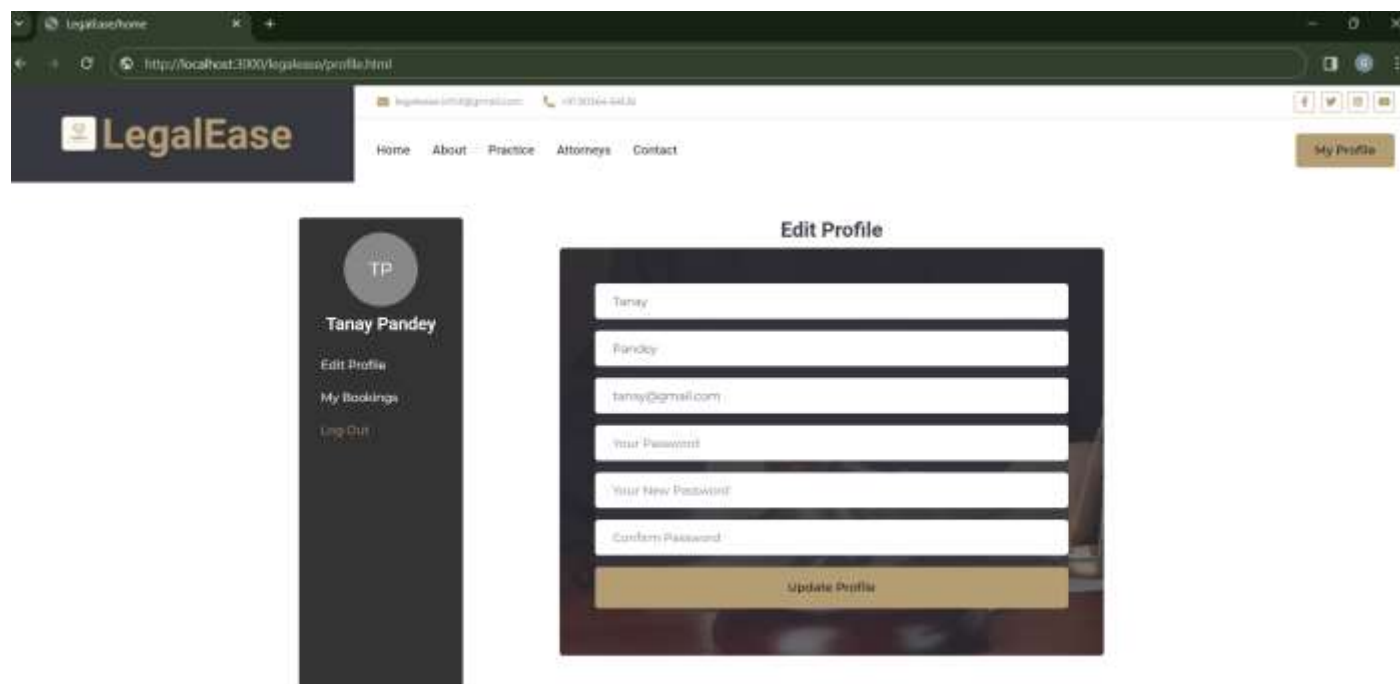 LegalEase/home
http://localhost:3000/legalease/profile.html
LegalEase
Home About Practice Attorneys Contact
My Profile
TP
Tanay Pandey
Edit Profile
My Bookings
Log Out
Edit Profile
Tanay
Pandey
tanay@gmail.com
Your Password
Your New Password
Confirm Password
Update Profile